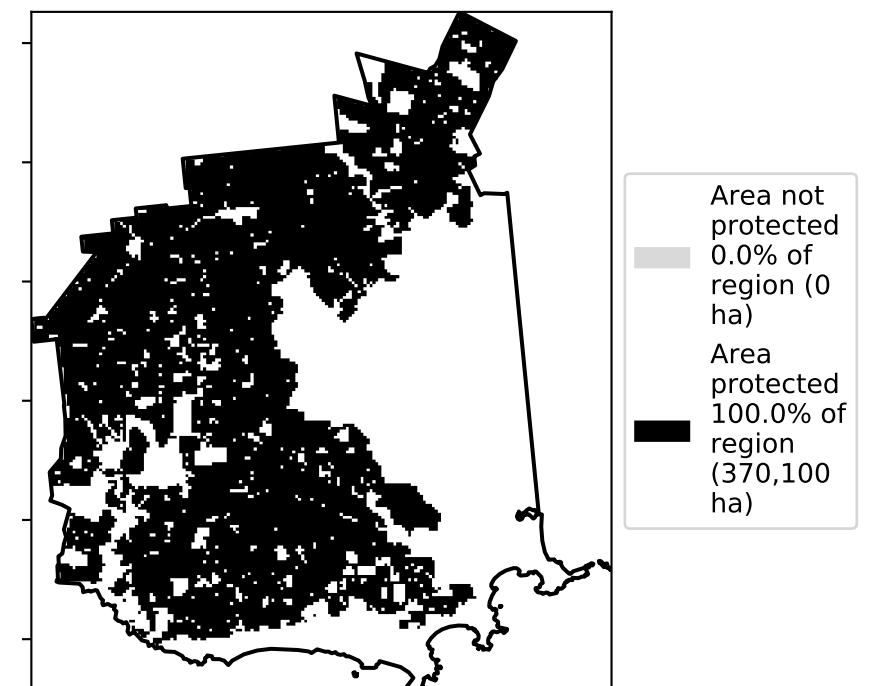 Area not
protected
0.0% of
region (0
ha)
Area
protected
100.0% of
region
(370,100
ha)